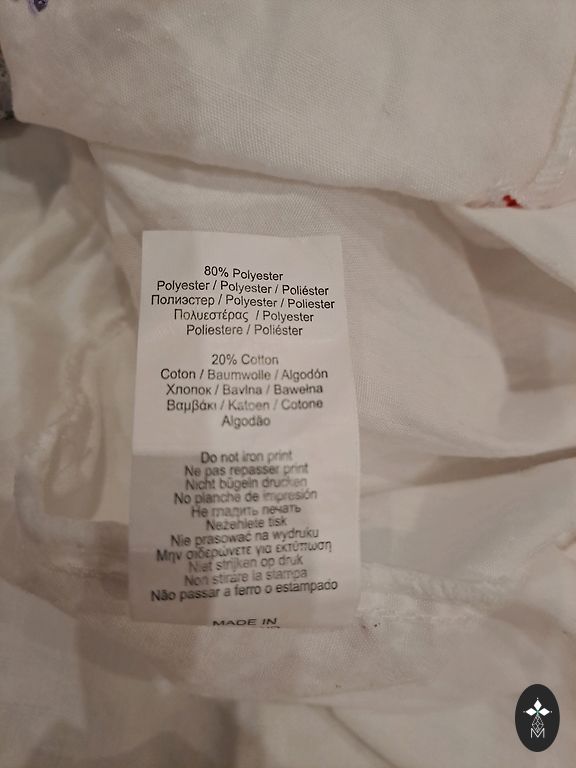 80% Polyester
Polyester / Polyester / Poliéster
Полиэстер / Polyester / Poliester
Πολυεστέρας / Polyester
Poliestere / Poliéster
20% Cotton
Coton / Baumwolle / Algodón
Хлопок / Bavlna / Bawełna
Βαμβάκι / Katoen / Cotone
Algodão
Do not iron print
Ne pas repasser print
Nicht bügeln drucken
No planche de impresión
Не гладить печать
Nežehlete tisk
Nie prasować na wydruku
Μην σιδερώνετε για εκτύπωση
Niet strijken op druk
Non stirare la stampa
Não passar a ferro o estampado
MADE IN
M